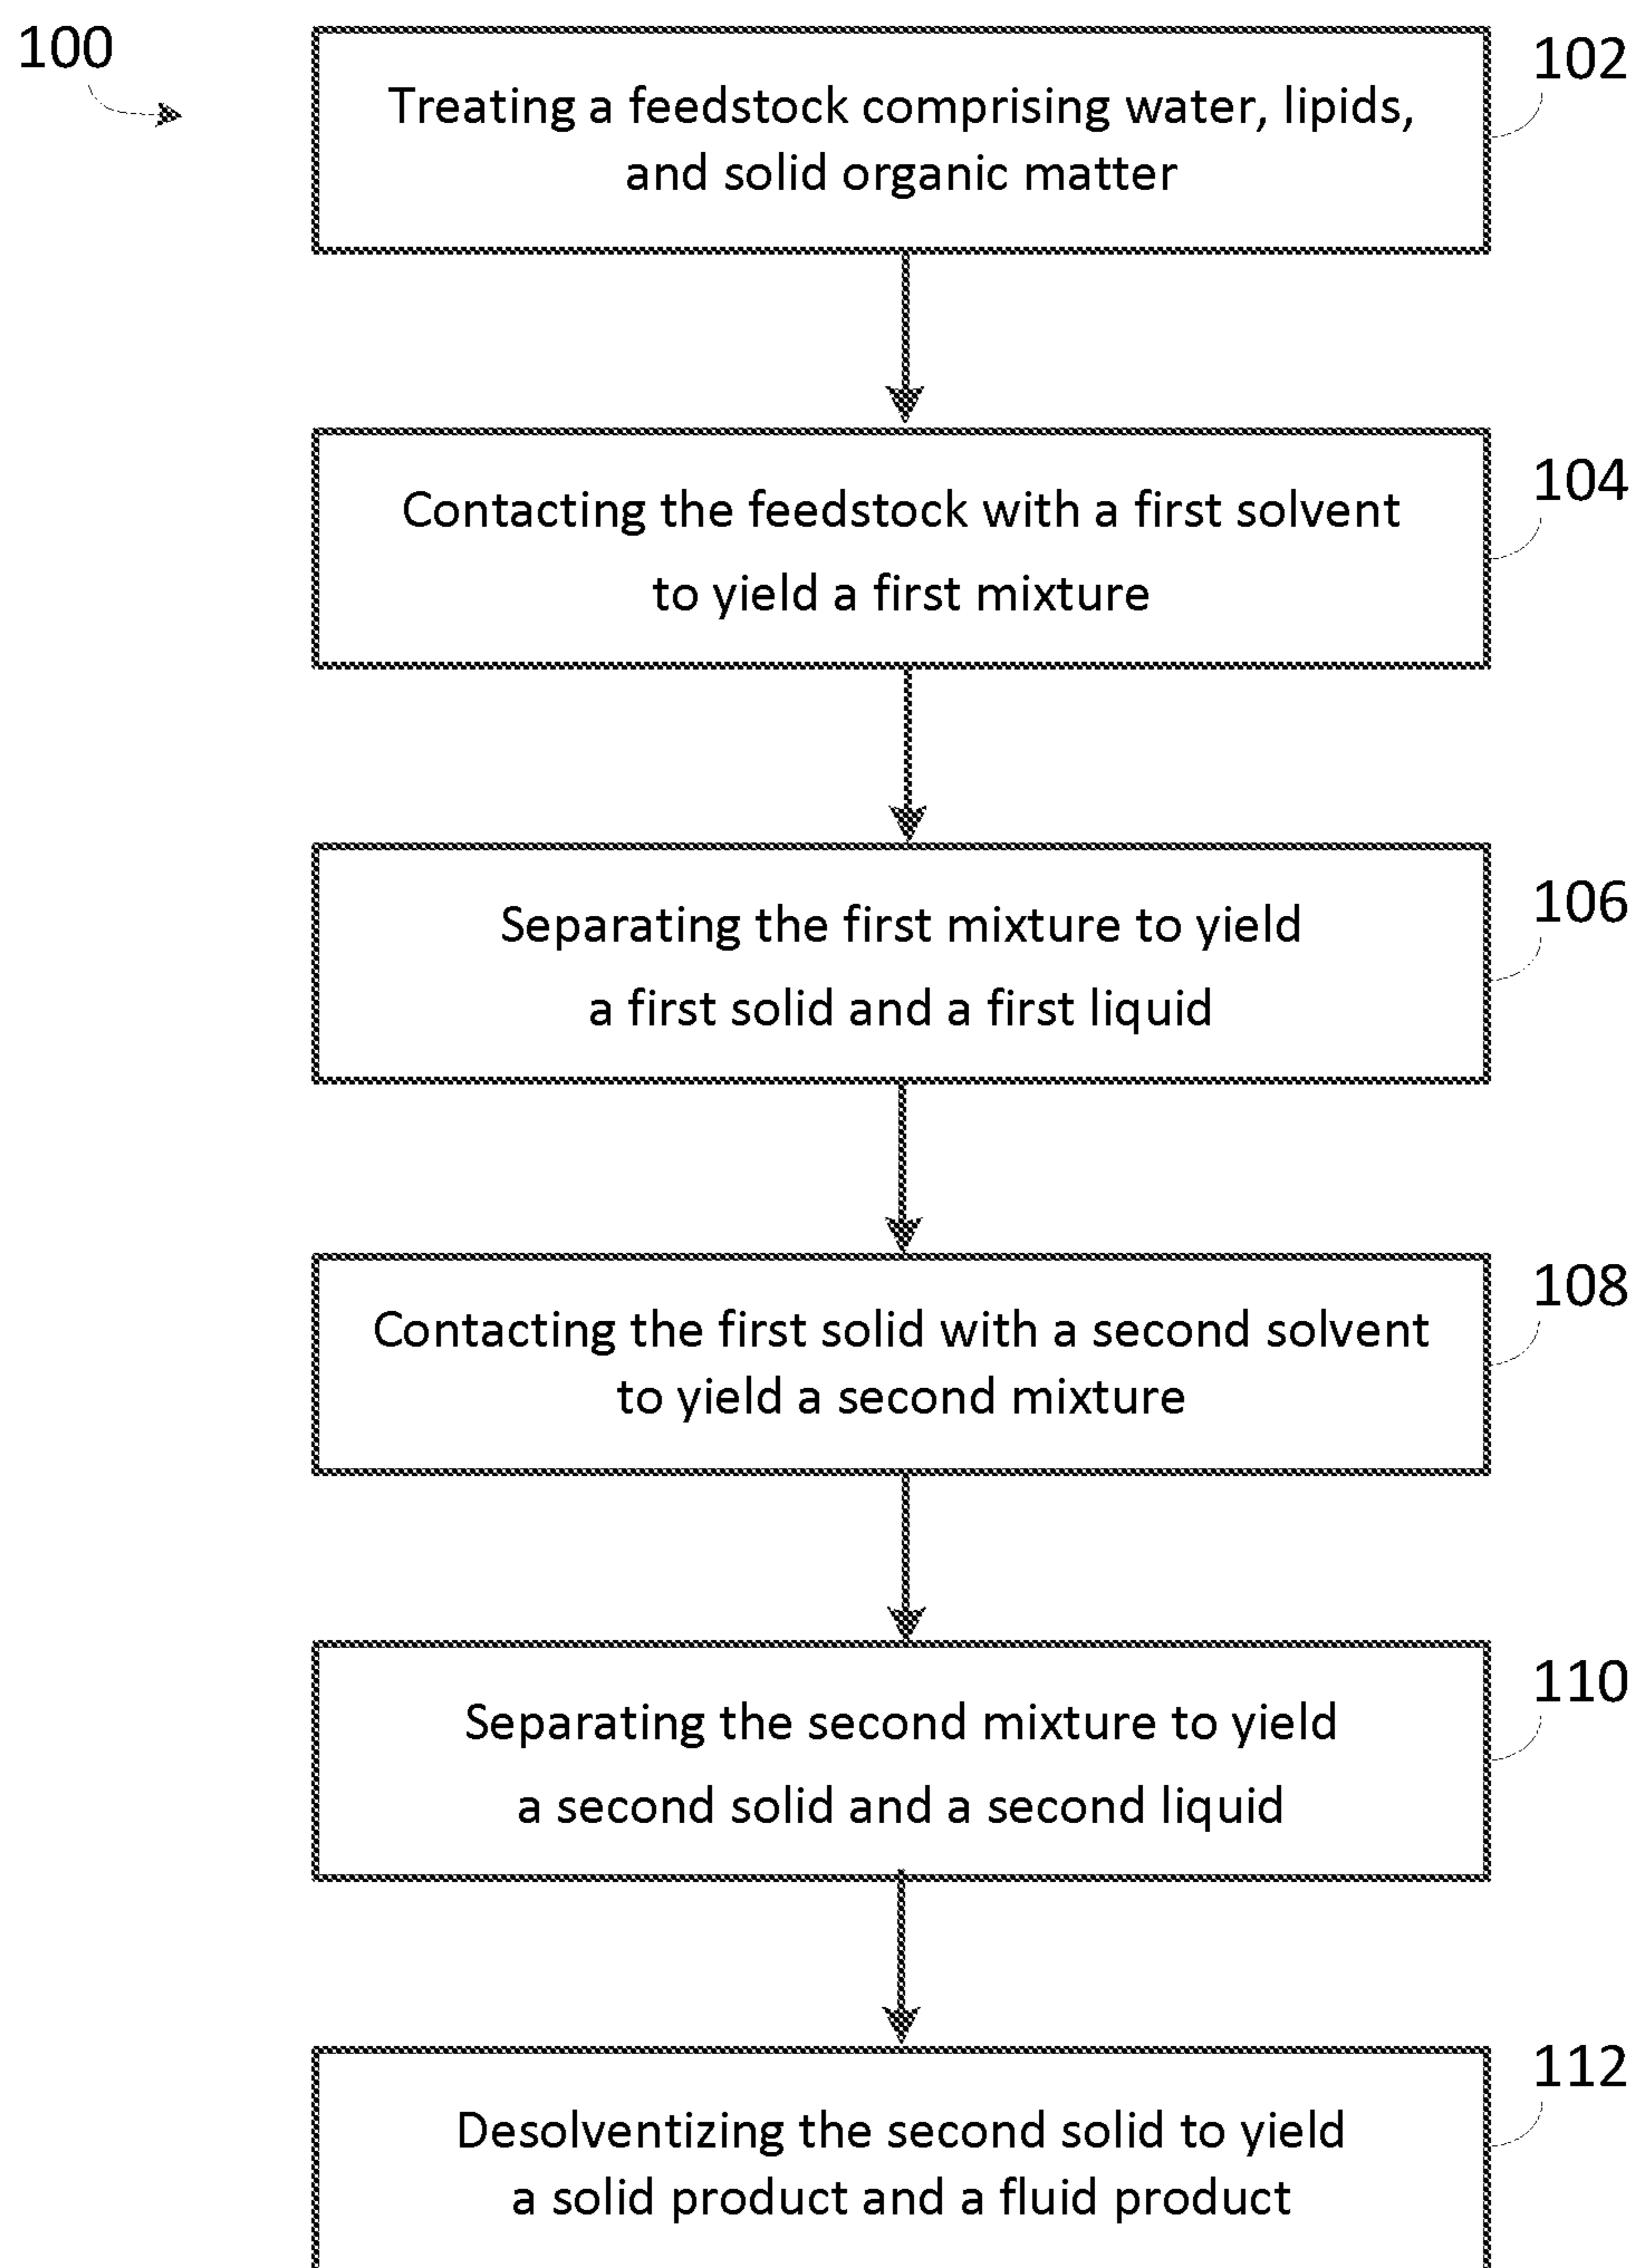 100
102
Treating a feedstock comprising water, lipids,
and solid organic matter
104
Contacting the feedstock with a first solvent
to yield a first mixture
106
Separating the first mixture to yield
a first solid and a first liquid
108
Contacting the first solid with a second solvent
to yield a second mixture
110
Separating the second mixture to yield
a second solid and a second liquid
112
Desolventizing the second solid to yield
a solid product and a fluid product